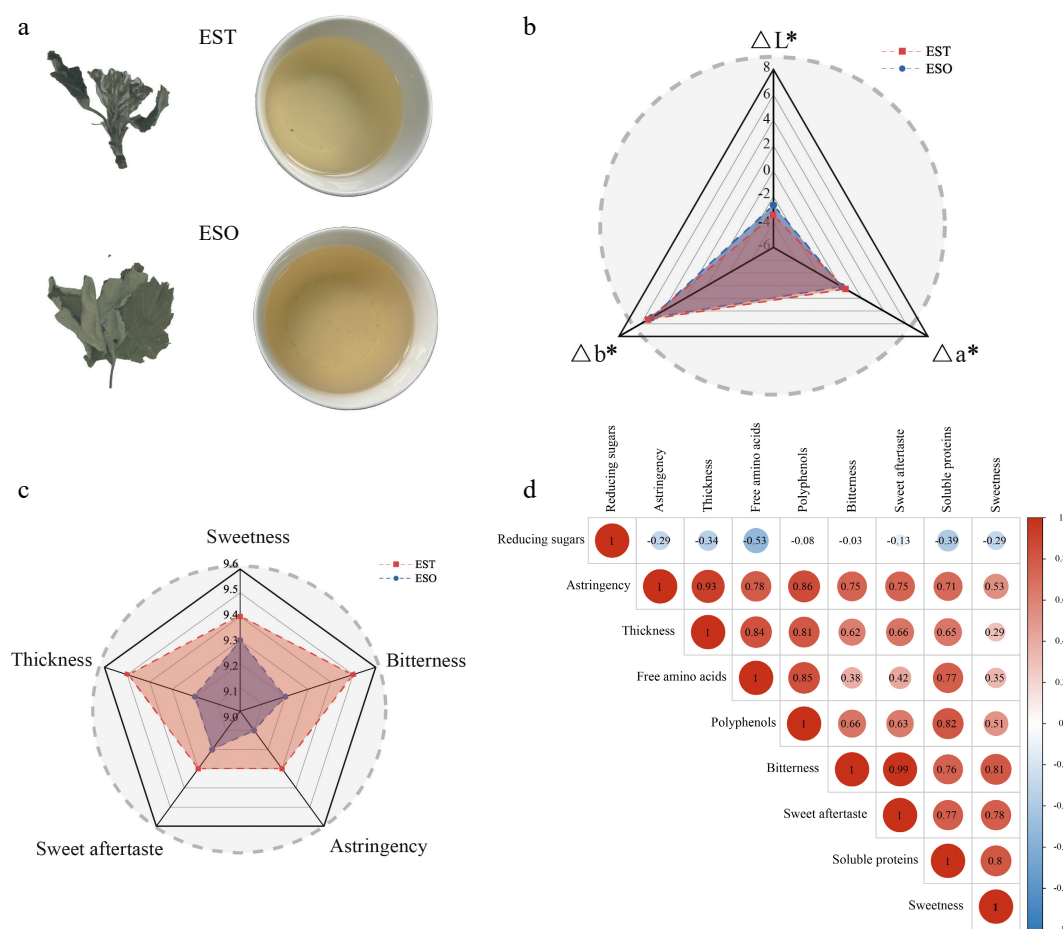 a
EST
ESO
b
△L*
EST
ESO
8
6
4
2
0
-2
-4
-6
△b*
△a*
c
Sweetness
EST
ESO
9.6
9.4
9.3
9.2
9.1
9.0
Thickness
Bitterness
Sweet aftertaste
Astringency
d
Reducing sugars
Astringency
Thickness
Free amino acids
Polyphenols
Bitterness
Sweet aftertaste
Soluble proteins
Sweetness
Reducing sugars 1 -0.29 -0.34 -0.53 -0.08 -0.03 -0.13 -0.39 -0.29
Astringency 1 0.93 0.78 0.86 0.75 0.75 0.71 0.53
Thickness 1 0.84 0.81 0.62 0.66 0.65 0.29
Free amino acids 1 0.85 0.38 0.42 0.77 0.35
Polyphenols 1 0.66 0.63 0.82 0.51
Bitterness 1 0.99 0.76 0.81
Sweet aftertaste 1 0.77 0.78
Soluble proteins 1 0.8
Sweetness 1